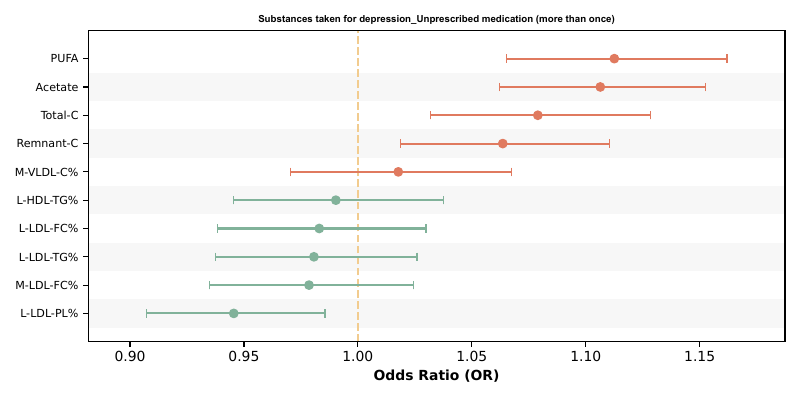 Substances taken for depression_Unprescribed medication (more than once)
PUFA
Acetate
Total-C
Remnant-C
M-VLDL-C%
L-HDL-TG%
L-LDL-FC%
L-LDL-TG%
M-LDL-FC%
L-LDL-PL%
0.90 0.95 1.00 1.05 1.10 1.15
Odds Ratio (OR)